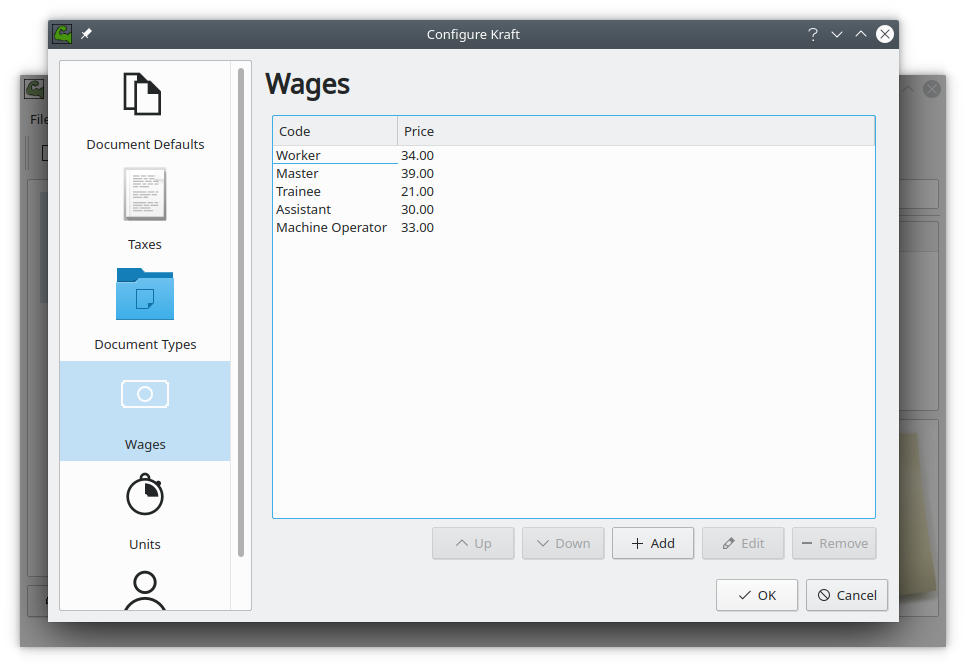 Configure Kraft
File
Document Defaults
Taxes
Document Types
Wages
Units
Wages
Code Price
Worker 34.00
Master 39.00
Trainee 21.00
Assistant 30.00
Machine Operator 33.00
Up Down Add Edit Remove
OK Cancel